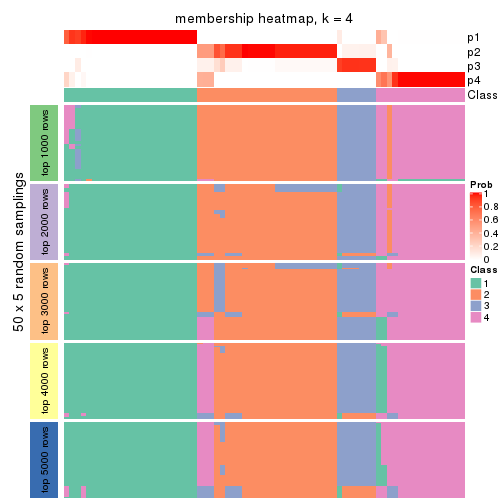 membership heatmap, k = 4
p1
p2
p3
p4
Class
50 x 5 random samplings
top 1000 rows
top 2000 rows
top 3000 rows
top 4000 rows
top 5000 rows
Prob
1
0.8
0.6
0.4
0.2
0
Class
1
2
3
4